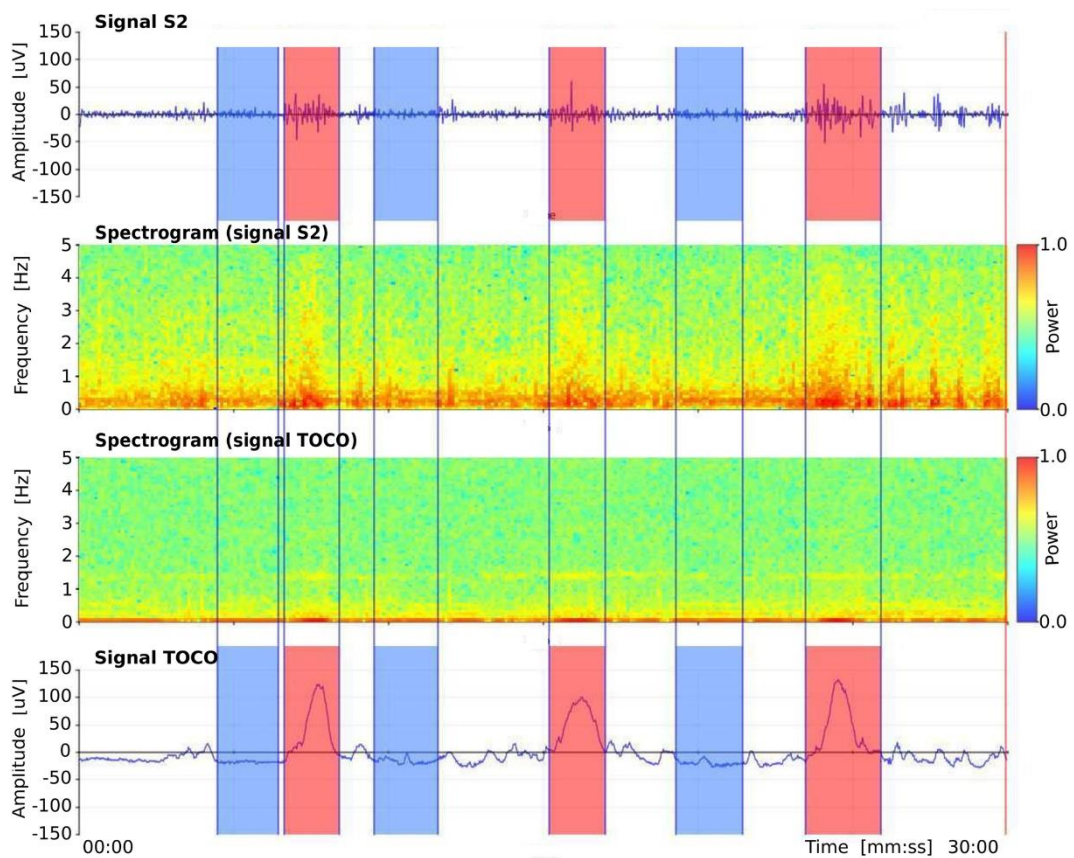 Signal S2
150
100
50
0
-50
-100
-150
Amplitude [uV]
e
Spectrogram (signal S2)
5
4
3
2
1
0
Frequency [Hz]
1.0
0.0
Power
Spectrogram (signal TOCO)
5
4
3
2
1
0
Frequency [Hz]
1.0
0.0
Power
Signal TOCO
150
100
50
0
-50
-100
-150
Amplitude [uV]
00:00
Time [mm:ss] 30:00